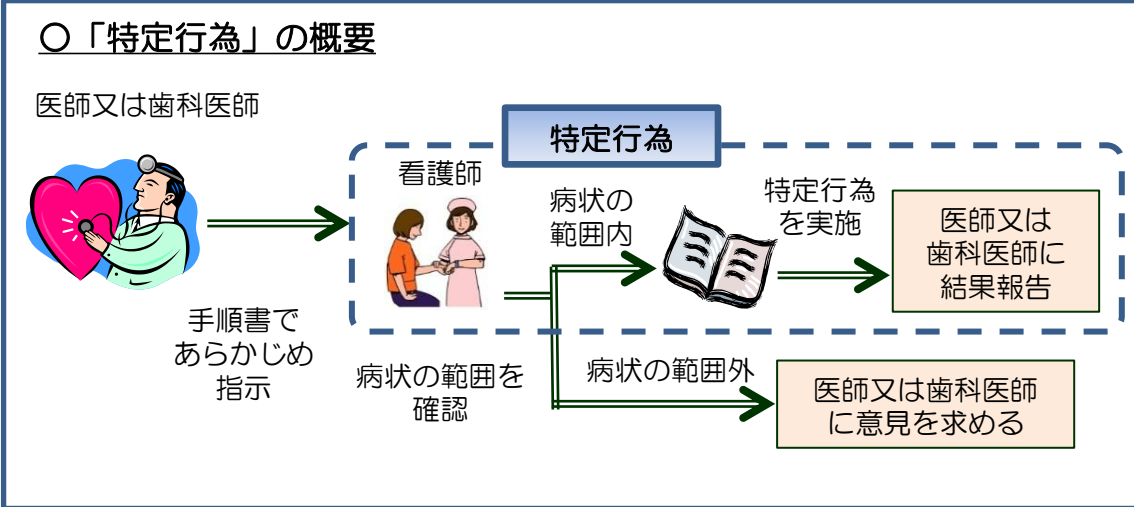 〇「特定行為」の概要
医師又は歯科医師
特定行為
看護師
手順書で
あらかじめ
指示
病状の範囲を
確認
病状の
範囲内
特定行為
を実施
医師又は
歯科医師に
結果報告
病状の範囲外
医師又は歯科医師
に意見を求める